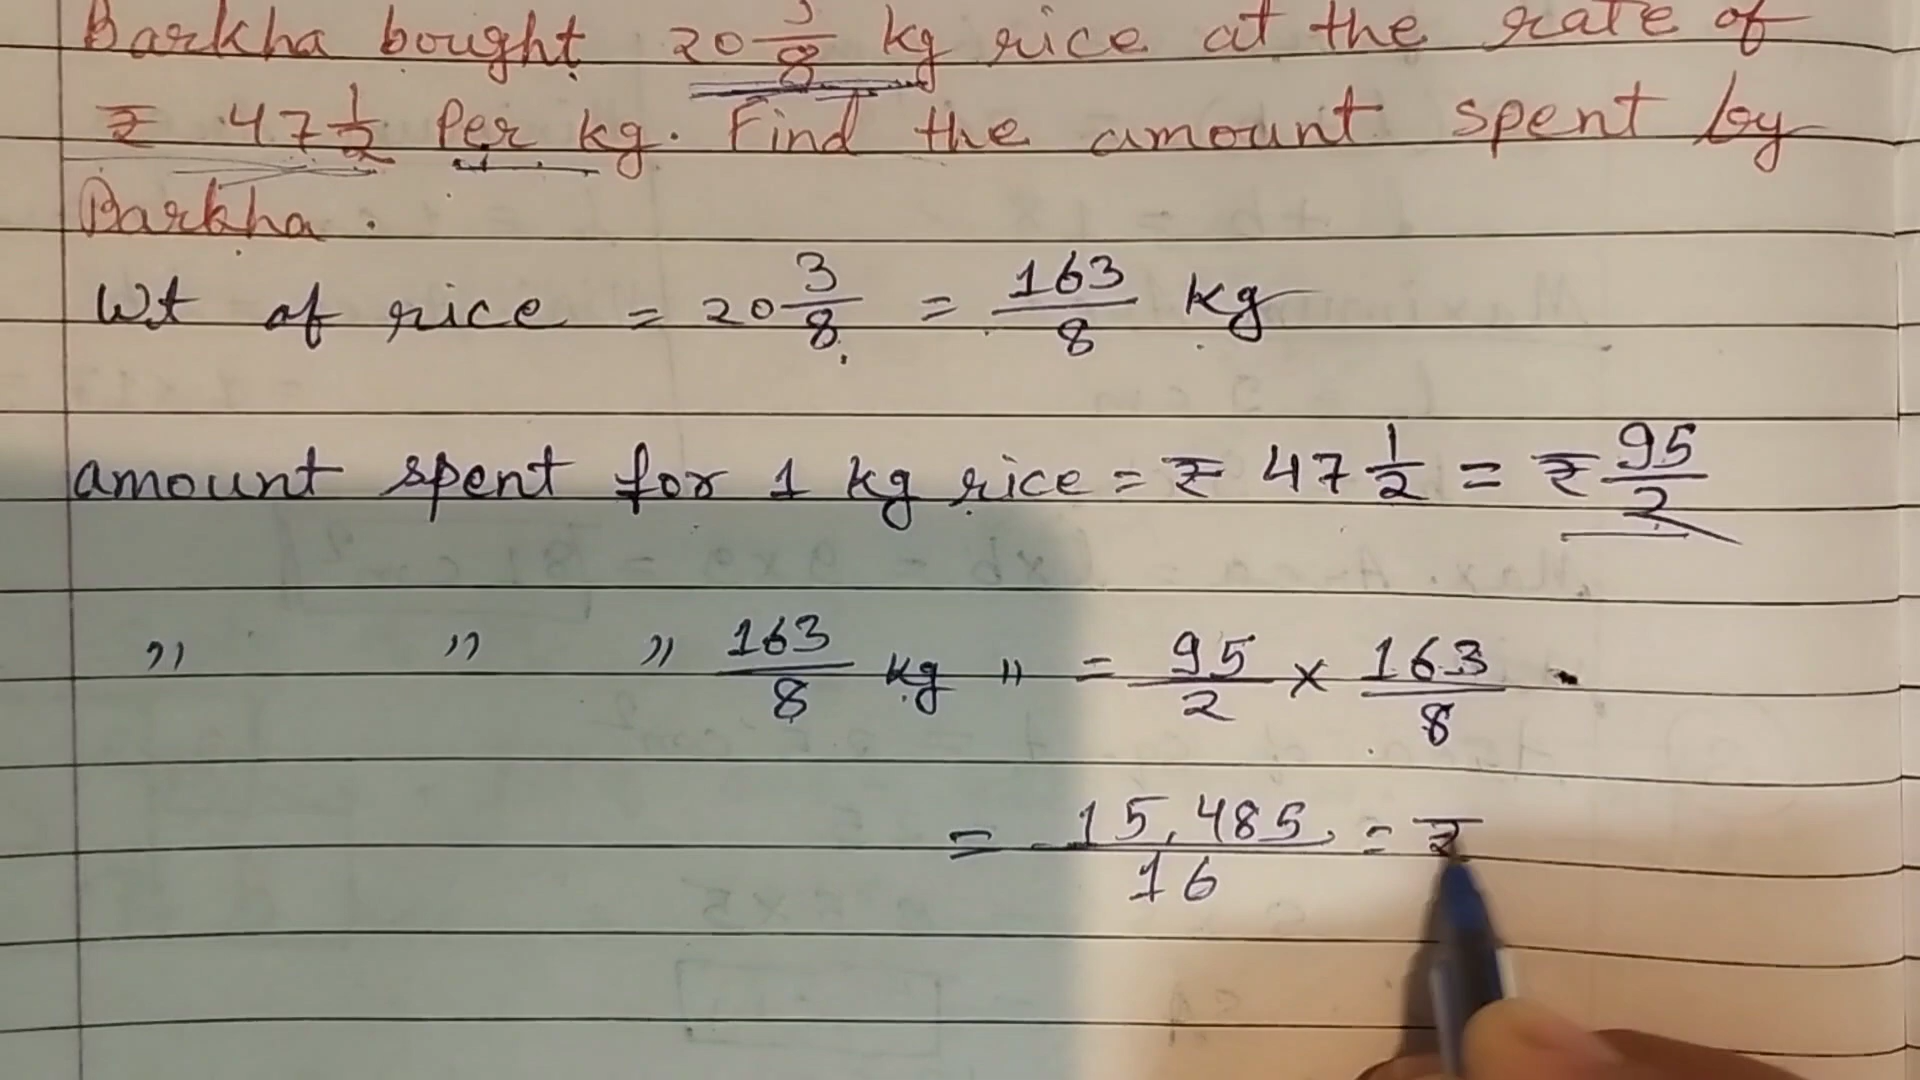 Barkha bought 20 3/8 kg rice at the rate of
₹ 47 1/2 Per kg. Find the amount spent by
Barkha.
Wt of rice = 20 3/8 = 163/8 kg
amount spent for 1 kg rice = ₹ 47 1/2 = ₹ 95/2
" " " 163/8 kg " = 95/2 × 163/8
= 15,485/16 = ₹